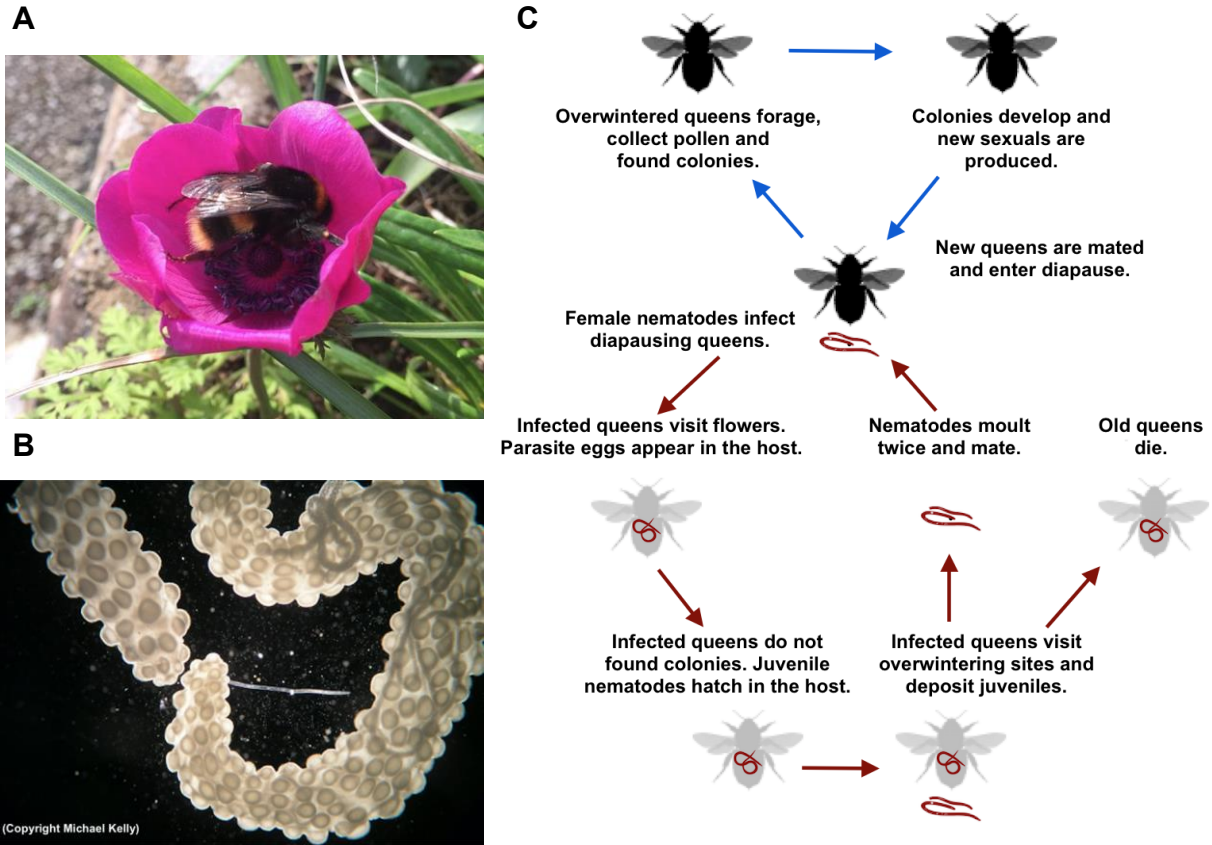 A
B
(Copyright Michael Kelly)
C
Overwintered queens forage,
collect pollen and
found colonies.
Colonies develop and
new sexuals are
produced.
New queens are mated
and enter diapause.
Female nematodes infect
diapausing queens.
Infected queens visit flowers.
Parasite eggs appear in the host.
Nematodes moult
twice and mate.
Old queens
die.
Infected queens do not
found colonies. Juvenile
nematodes hatch in the host.
Infected queens visit
overwintering sites and
deposit juveniles.